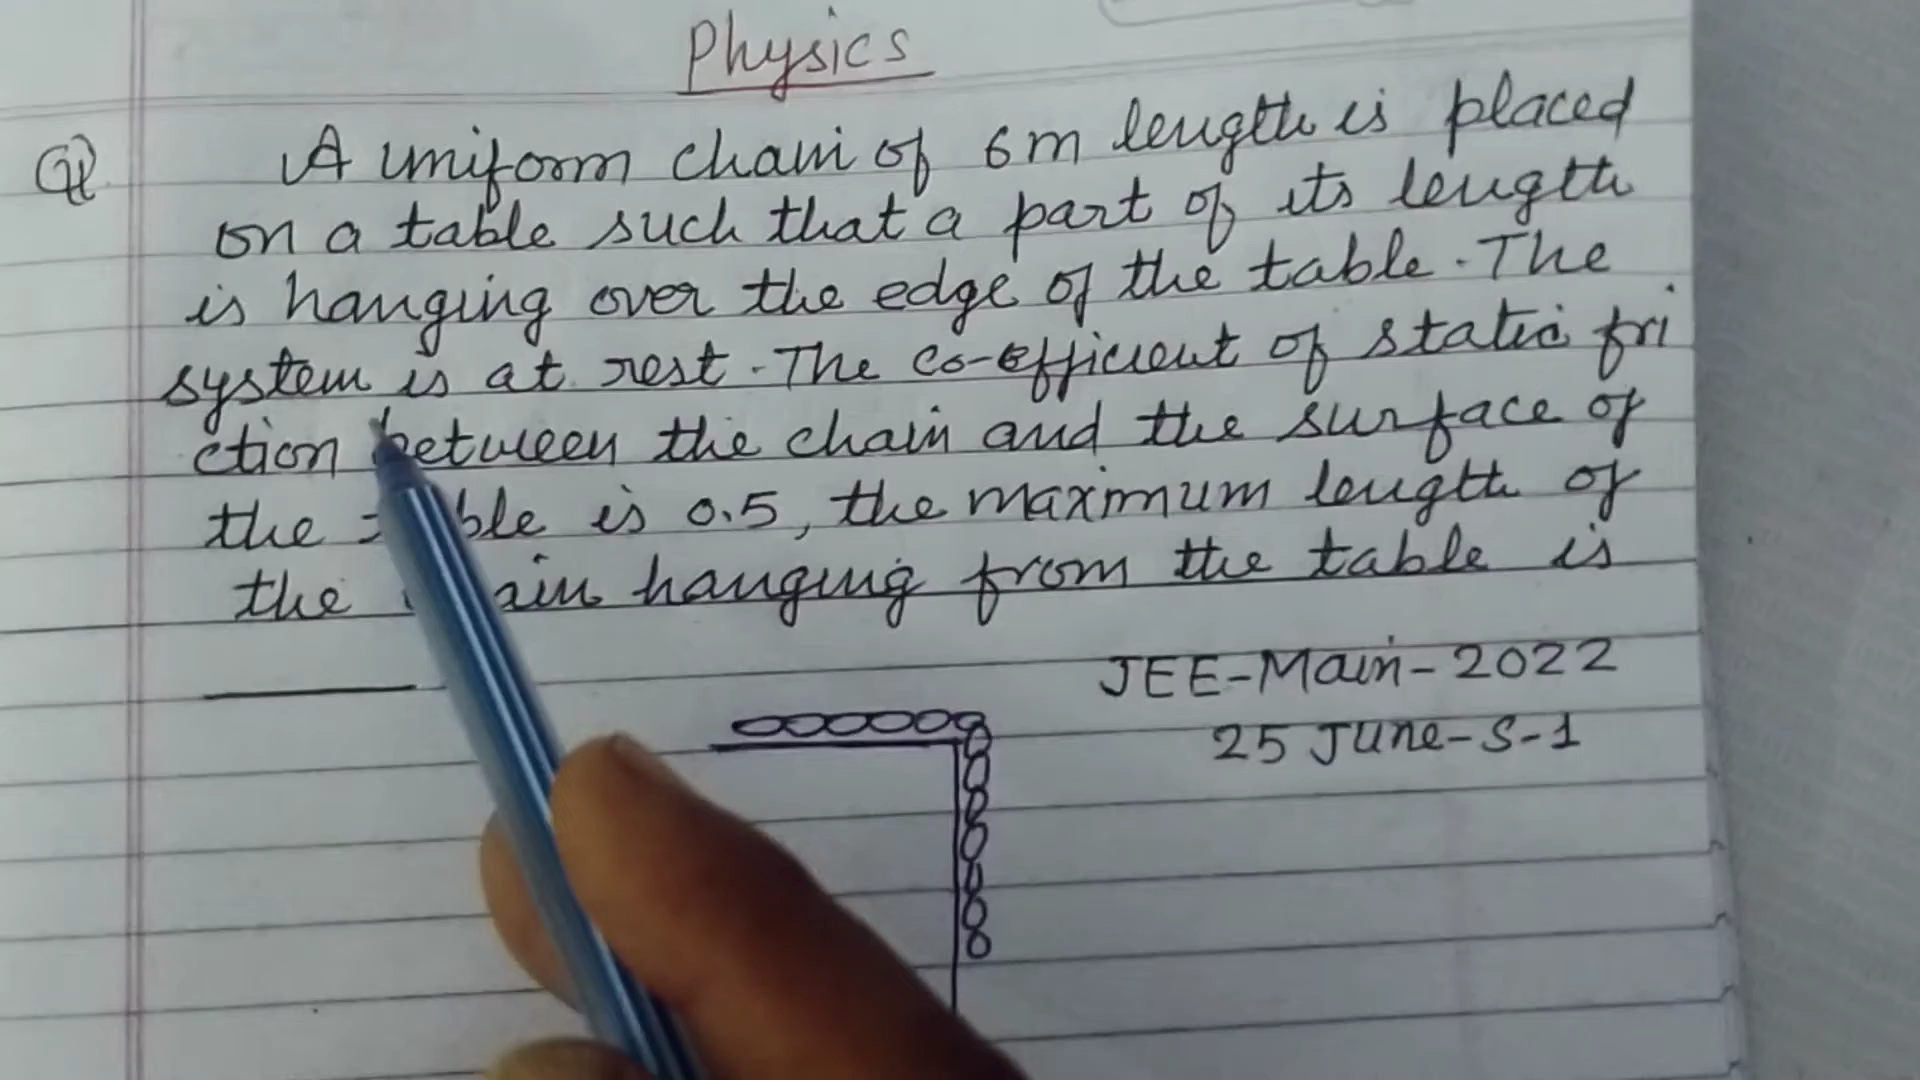 Physics
Q1 A uniform chain of 6m length is placed
on a table such that a part of its length
is hanging over the edge of the table. The
system is at rest. The co-efficient of static fri
ction between the chain and the surface of
the ble is 0.5, the maximum length of
the ain hanging from the table is
JEE-Main-2022
25 June-S-1